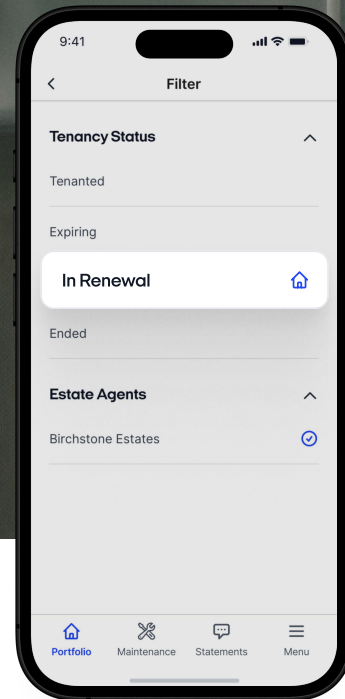 9:41
Filter
Tenancy Status
Tenanted
Expiring
In Renewal
Ended
Estate Agents
Birchstone Estates
Portfolio Maintenance Statements Menu